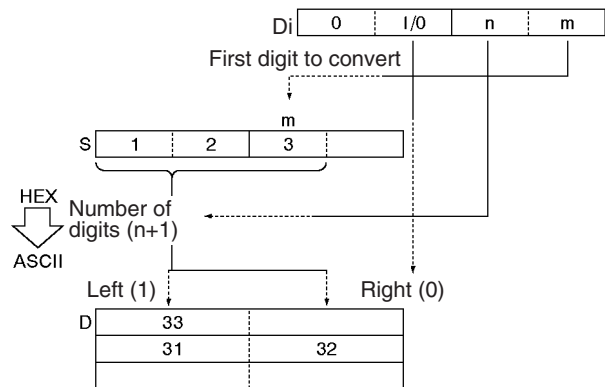 Di 0 1/0 n m
First digit to convert
m
S 1 2 3
HEX
Number of
digits (n+1)
ASCII
Left (1) Right (0)
D 33
31 32